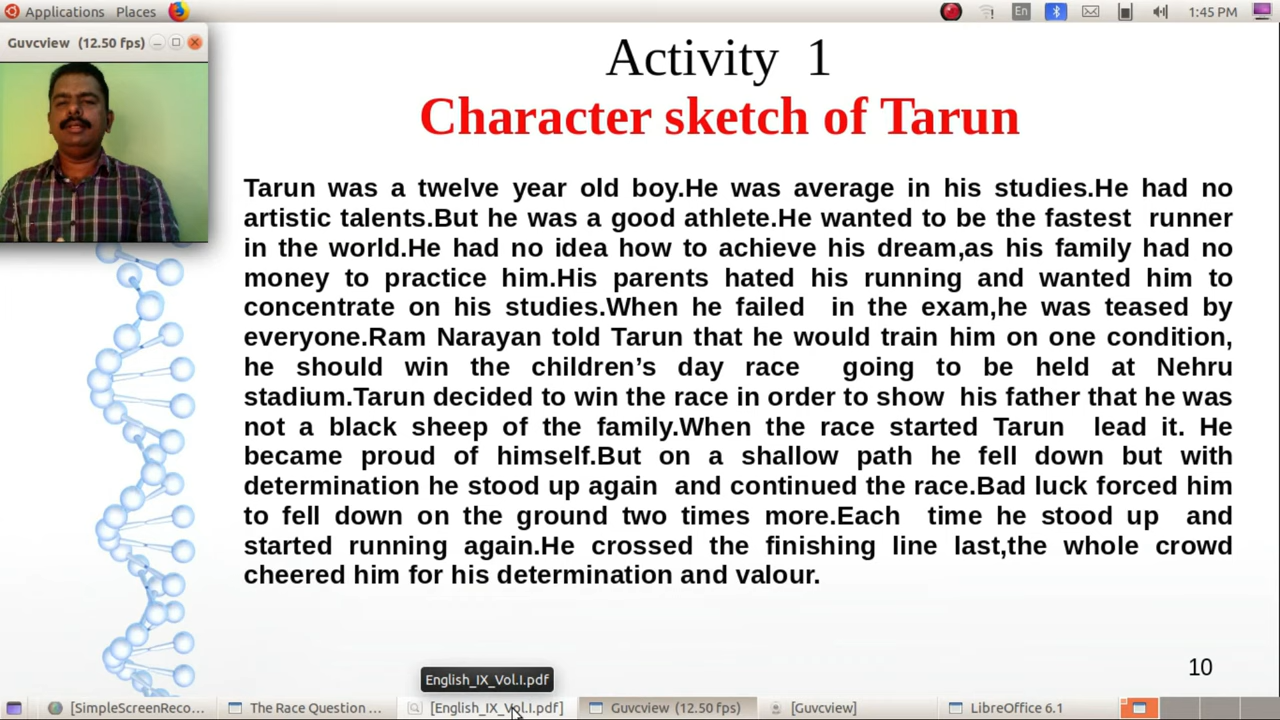 Applications Places En 1:45 PM
Guvcview (12.50 fps)
Activity 1
Character sketch of Tarun
Tarun was a twelve year old boy.He was average in his studies.He had no
artistic talents.But he was a good athlete.He wanted to be the fastest runner
in the world.He had no idea how to achieve his dream,as his family had no
money to practice him.His parents hated his running and wanted him to
concentrate on his studies.When he failed in the exam,he was teased by
everyone.Ram Narayan told Tarun that he would train him on one condition,
he should win the children’s day race going to be held at Nehru
stadium.Tarun decided to win the race in order to show his father that he was
not a black sheep of the family.When the race started Tarun lead it. He
became proud of himself.But on a shallow path he fell down but with
determination he stood up again and continued the race.Bad luck forced him
to fell down on the ground two times more.Each time he stood up and
started running again.He crossed the finishing line last,the whole crowd
cheered him for his determination and valour.
10
English_IX_Vol.I.pdf
[SimpleScreenReco... The Race Question ... [English_IX_Vol.I.pdf] Guvcview (12.50 fps) [Guvcview] LibreOffice 6.1